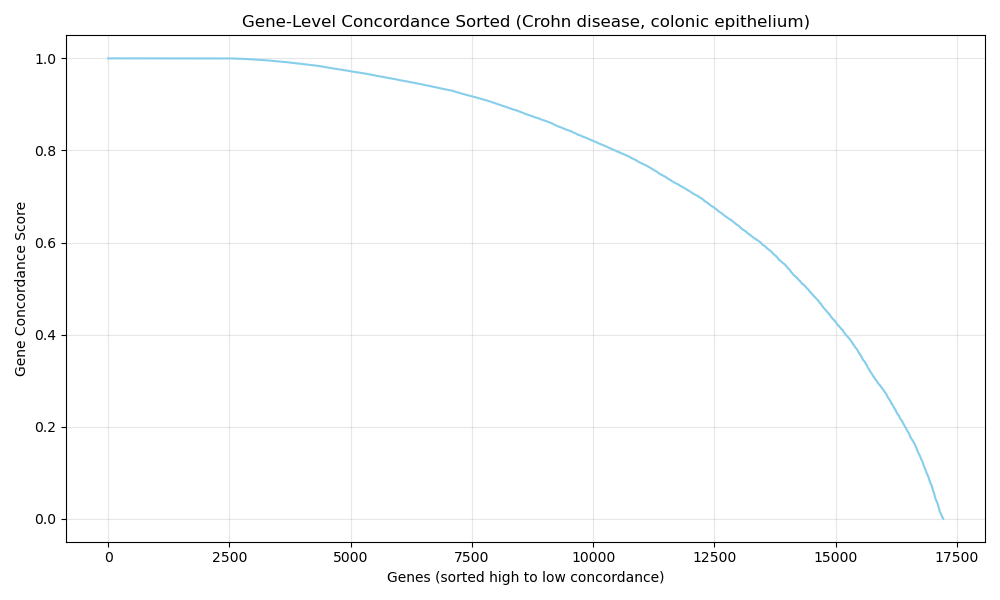 Gene-Level Concordance Sorted (Crohn disease, colonic epithelium)
1.0
0.8
0.6
0.4
0.2
0.0
Gene Concordance Score
0 2500 5000 7500 10000 12500 15000 17500
Genes (sorted high to low concordance)